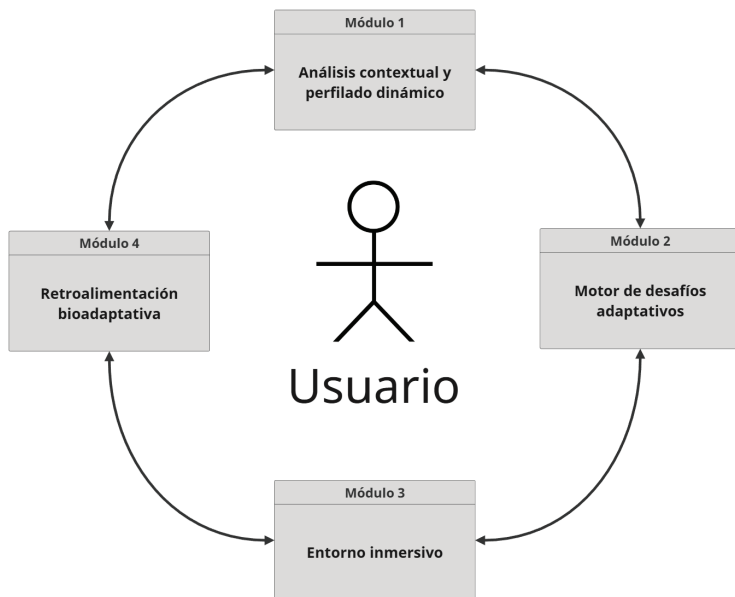 Módulo 1
Análisis contextual y
perfilado dinámico
Módulo 4
Retroalimentación
bioadaptativa
Módulo 2
Motor de desafíos
adaptativos
Usuario
Módulo 3
Entorno inmersivo